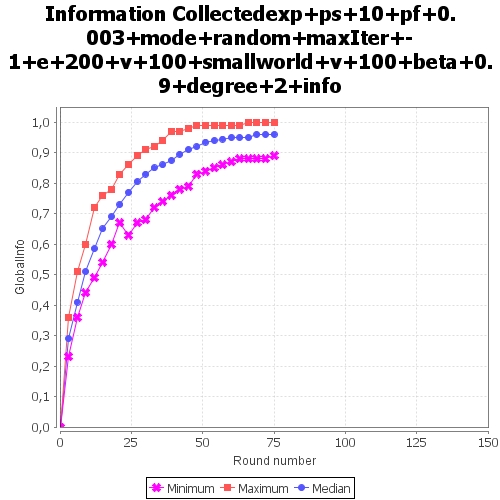 Information Collectedexp+ps+10+pf+0.
003+mode+random+maxIter+-
1+e+200+v+100+smallworld+v+100+beta+0.
9+degree+2+info
1,0
0,9
0,8
0,7
0,6
0,5
0,4
0,3
0,2
0,1
0,0
GlobalInfo
0 25 50 75 100 125 150
Round number
Minimum Maximum Median